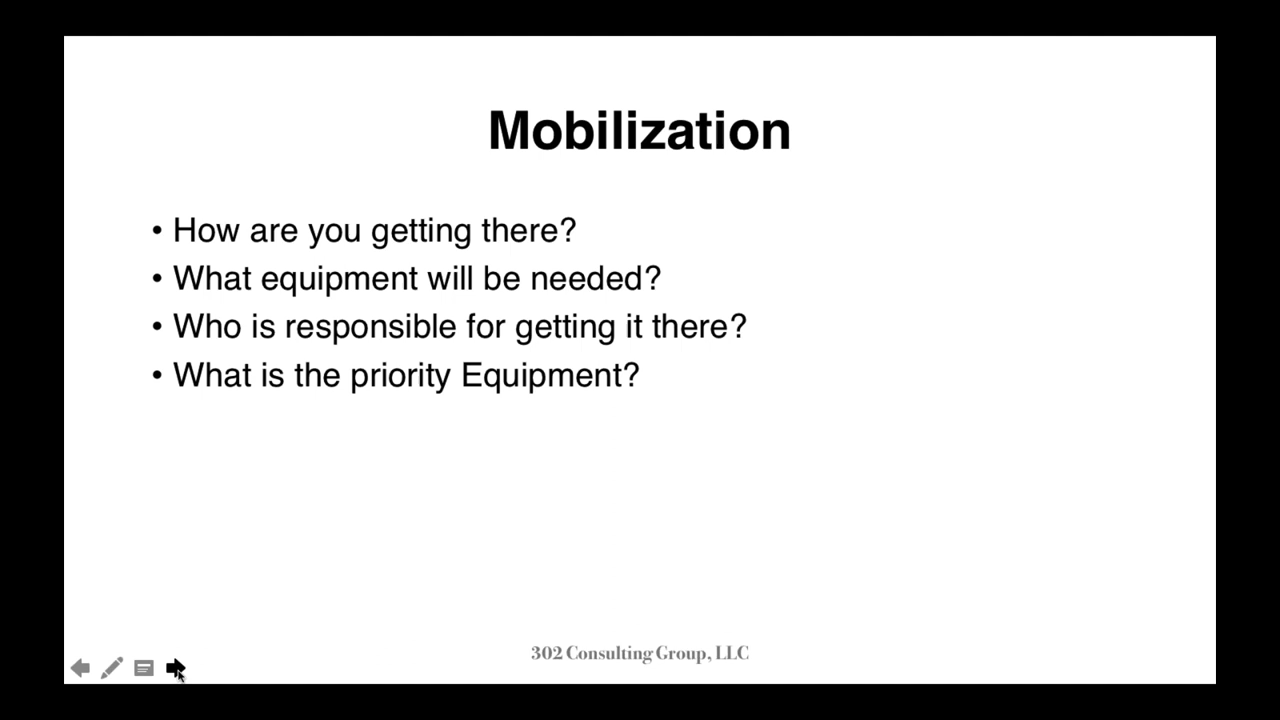 Mobilization
• How are you getting there?
• What equipment will be needed?
• Who is responsible for getting it there?
• What is the priority Equipment?
302 Consulting Group, LLC